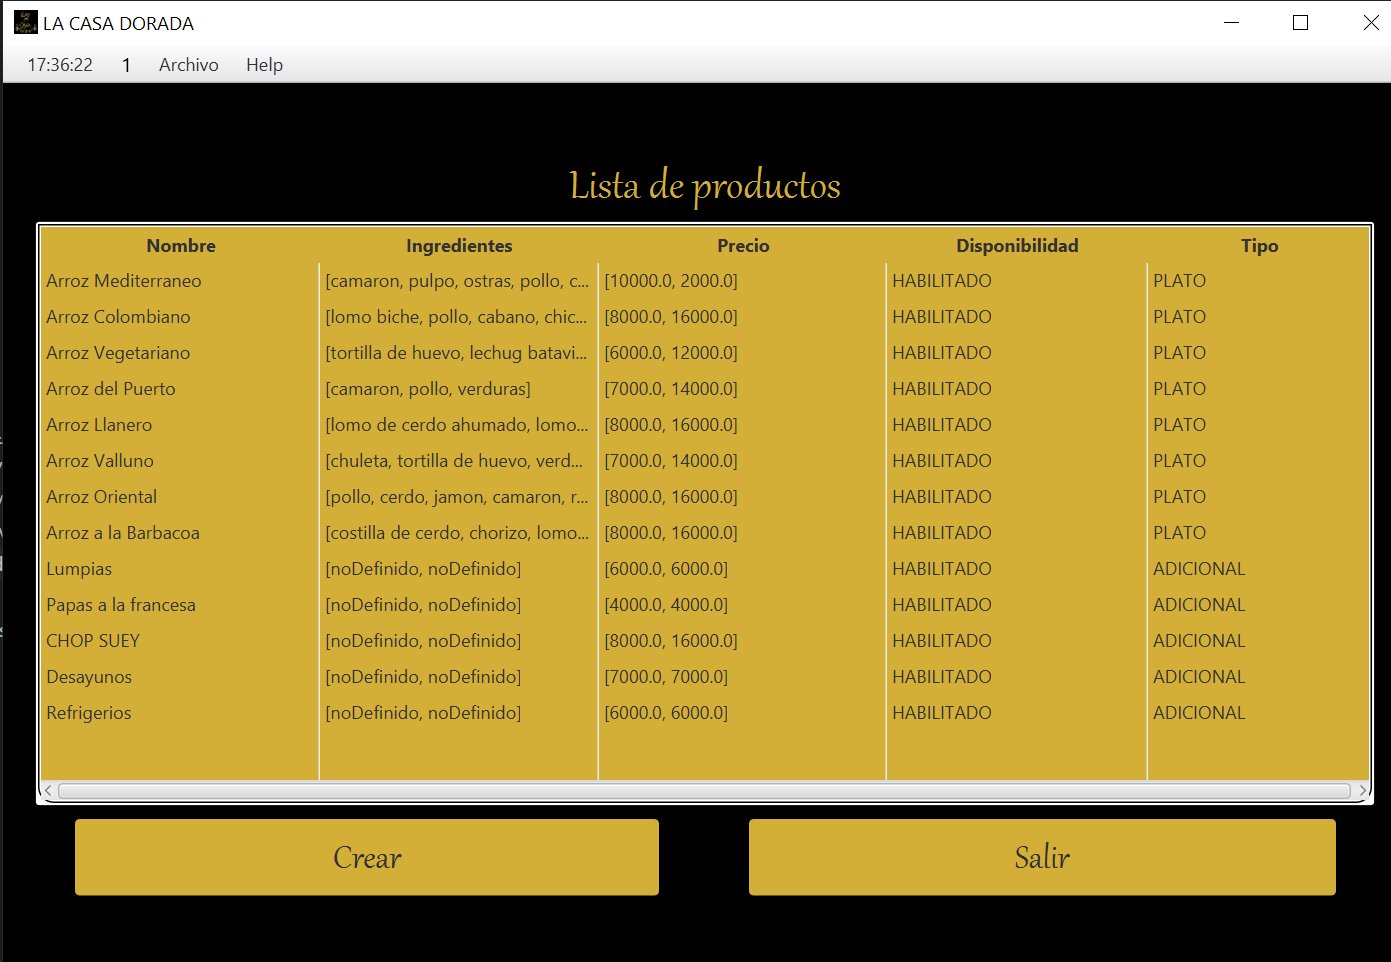 LA CASA DORADA
17:36:22 1 Archivo Help
Lista de productos
Nombre Ingredientes Precio Disponibilidad Tipo
Arroz Mediterraneo [camaron, pulpo, ostras, pollo, c... [10000.0, 2000.0] HABILITADO PLATO
Arroz Colombiano [lomo biche, pollo, cabano, chic... [8000.0, 16000.0] HABILITADO PLATO
Arroz Vegetariano [tortilla de huevo, lechug batavi... [6000.0, 12000.0] HABILITADO PLATO
Arroz del Puerto [camaron, pollo, verduras] [7000.0, 14000.0] HABILITADO PLATO
Arroz Llanero [lomo de cerdo ahumado, lomo... [8000.0, 16000.0] HABILITADO PLATO
Arroz Valluno [chuleta, tortilla de huevo, verd... [7000.0, 14000.0] HABILITADO PLATO
Arroz Oriental [pollo, cerdo, jamon, camaron, r... [8000.0, 16000.0] HABILITADO PLATO
Arroz a la Barbacoa [costilla de cerdo, chorizo, lomo... [8000.0, 16000.0] HABILITADO PLATO
Lumpias [noDefinido, noDefinido] [6000.0, 6000.0] HABILITADO ADICIONAL
Papas a la francesa [noDefinido, noDefinido] [4000.0, 4000.0] HABILITADO ADICIONAL
CHOP SUEY [noDefinido, noDefinido] [8000.0, 16000.0] HABILITADO ADICIONAL
Desayunos [noDefinido, noDefinido] [7000.0, 7000.0] HABILITADO ADICIONAL
Refrigerios [noDefinido, noDefinido] [6000.0, 6000.0] HABILITADO ADICIONAL
Crear Salir